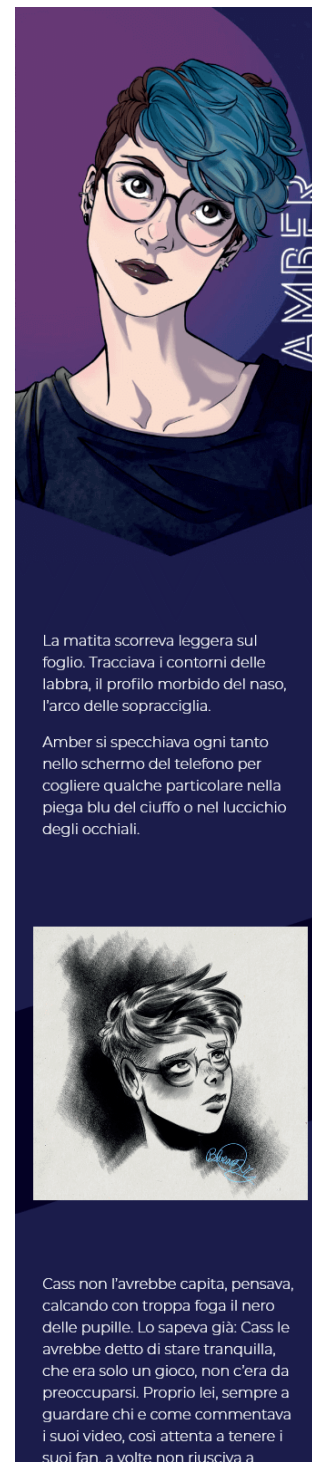 AMBER
La matita scorreva leggera sul
foglio. Tracciava i contorni delle
labbra, il profilo morbido del naso,
l'arco delle sopracciglia.
Amber si specchiava ogni tanto
nello schermo del telefono per
cogliere qualche particolare nella
piega blu del ciuffo o nel luccichio
degli occhiali.
Cass non l'avrebbe capita, pensava,
calcando con troppa foga il nero
delle pupille. Lo sapeva già: Cass le
avrebbe detto di stare tranquilla,
che era solo un gioco, non c'era da
preoccuparsi. Proprio lei, sempre a
guardare chi e come commentava
i suoi video, così attenta a tenere i
suoi fan, a volte non riusciva a